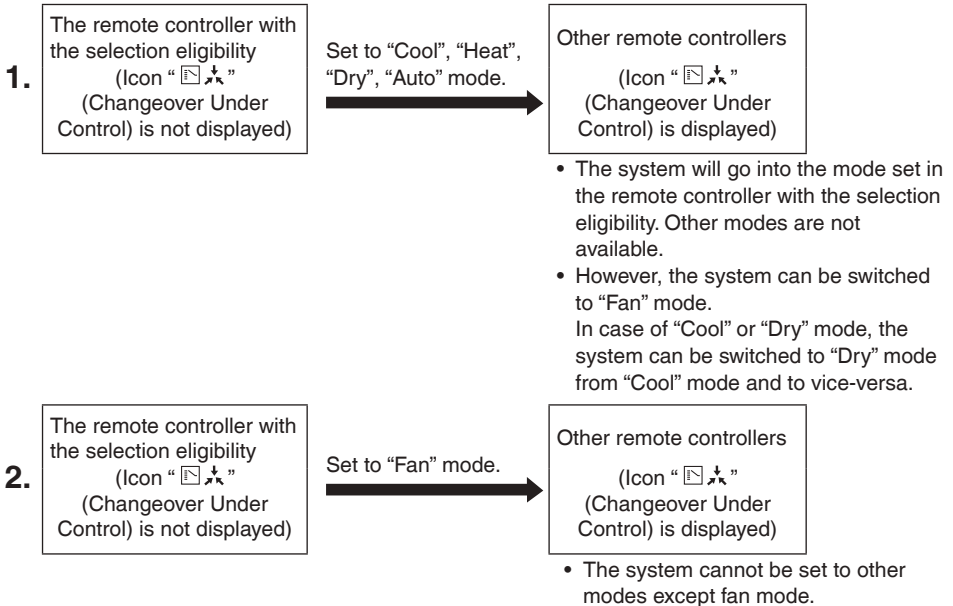 1.
The remote controller with
the selection eligibility
(Icon “ ”
(Changeover Under
Control) is not displayed)
Set to “Cool”, “Heat”,
“Dry”, “Auto” mode.
Other remote controllers
(Icon “ ”
(Changeover Under
Control) is displayed)
• The system will go into the mode set in
the remote controller with the selection
eligibility. Other modes are not
available.
• However, the system can be switched
to “Fan” mode.
In case of “Cool” or “Dry” mode, the
system can be switched to “Dry” mode
from “Cool” mode and to vice-versa.
2.
The remote controller with
the selection eligibility
(Icon “ ”
(Changeover Under
Control) is not displayed)
Set to “Fan” mode.
Other remote controllers
(Icon “ ”
(Changeover Under
Control) is displayed)
• The system cannot be set to other
modes except fan mode.